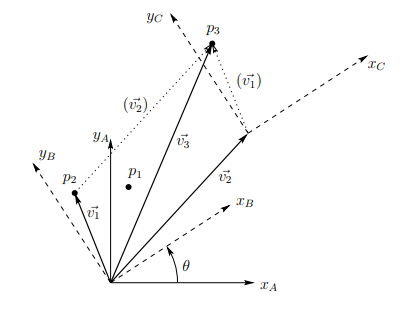 y_C
p_3
x_C
(\vec{v_1})
(\vec{v_2})
y_A
\vec{v_3}
y_B
p_2
p_1
\vec{v_2}
\vec{v_1}
x_B
θ
x_A